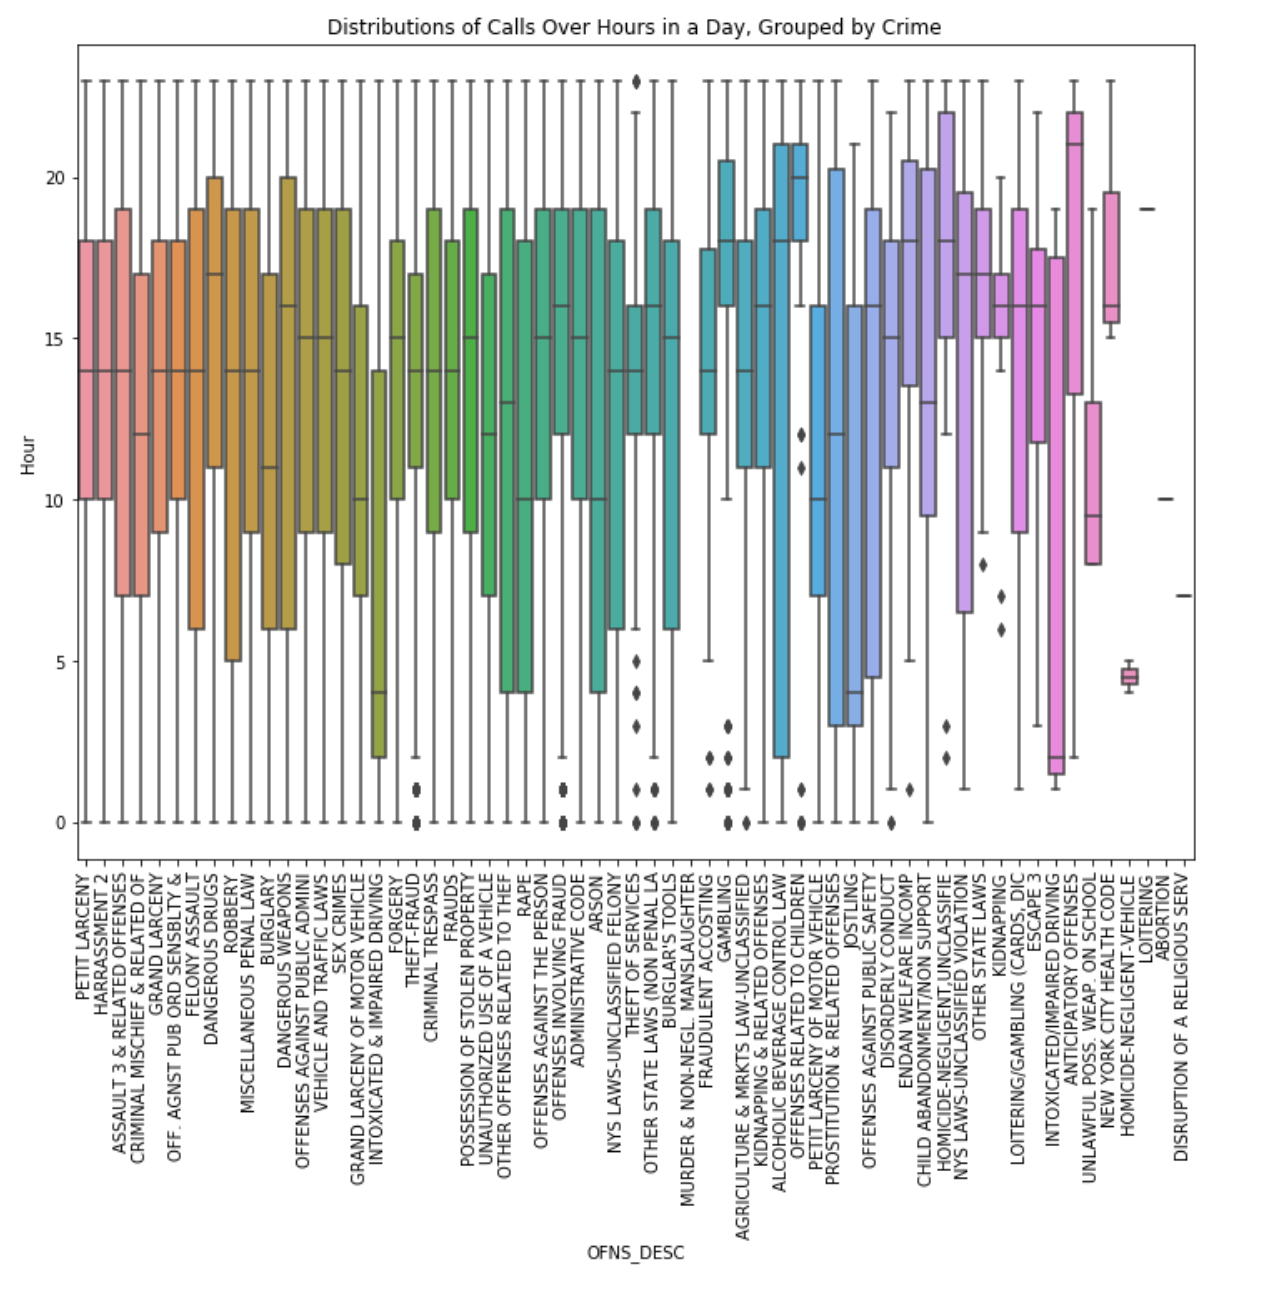 Distributions of Calls Over Hours in a Day, Grouped by Crime
20
15
10
5
0
Hour
PETIT LARCENY
HARRASSMENT 2
ASSAULT 3 & RELATED OFFENSES
CRIMINAL MISCHIEF & RELATED OF
GRAND LARCENY
OFF. AGNST PUB ORD SENSBLTY &
FELONY ASSAULT
DANGEROUS DRUGS
ROBBERY
MISCELLANEOUS PENAL LAW
BURGLARY
DANGEROUS WEAPONS
OFFENSES AGAINST PUBLIC ADMINI
VEHICLE AND TRAFFIC LAWS
SEX CRIMES
GRAND LARCENY OF MOTOR VEHICLE
INTOXICATED & IMPAIRED DRIVING
FORGERY
THEFT-FRAUD
CRIMINAL TRESPASS
FRAUDS
POSSESSION OF STOLEN PROPERTY
UNAUTHORIZED USE OF A VEHICLE
OTHER OFFENSES RELATED TO THEF
RAPE
OFFENSES AGAINST THE PERSON
OFFENSES INVOLVING FRAUD
ADMINISTRATIVE CODE
ARSON
NYS LAWS-UNCLASSIFIED FELONY
THEFT OF SERVICES
OTHER STATE LAWS (NON PENAL LA
BURGLAR'S TOOLS
MURDER & NON-NEGL. MANSLAUGHTER
FRAUDULENT ACCOSTING
GAMBLING
AGRICULTURE & MRKTS LAW-UNCLASSIFIED
KIDNAPPING & RELATED OFFENSES
ALCOHOLIC BEVERAGE CONTROL LAW
OFFENSES RELATED TO CHILDREN
PETIT LARCENY OF MOTOR VEHICLE
PROSTITUTION & RELATED OFFENSES
JOSTLING
OFFENSES AGAINST PUBLIC SAFETY
DISORDERLY CONDUCT
ENDAN WELFARE INCOMP
CHILD ABANDONMENT/NON SUPPORT
HOMICIDE-NEGLIGENT,UNCLASSIFIE
NYS LAWS-UNCLASSIFIED VIOLATION
OTHER STATE LAWS
KIDNAPPING
LOITERING/GAMBLING (CARDS, DIC
ESCAPE 3
INTOXICATED/IMPAIRED DRIVING
ANTICIPATORY OFFENSES
UNLAWFUL POSS. WEAP. ON SCHOOL
NEW YORK CITY HEALTH CODE
HOMICIDE-NEGLIGENT-VEHICLE
LOITERING
ABORTION
DISRUPTION OF A RELIGIOUS SERV
OFNS_DESC